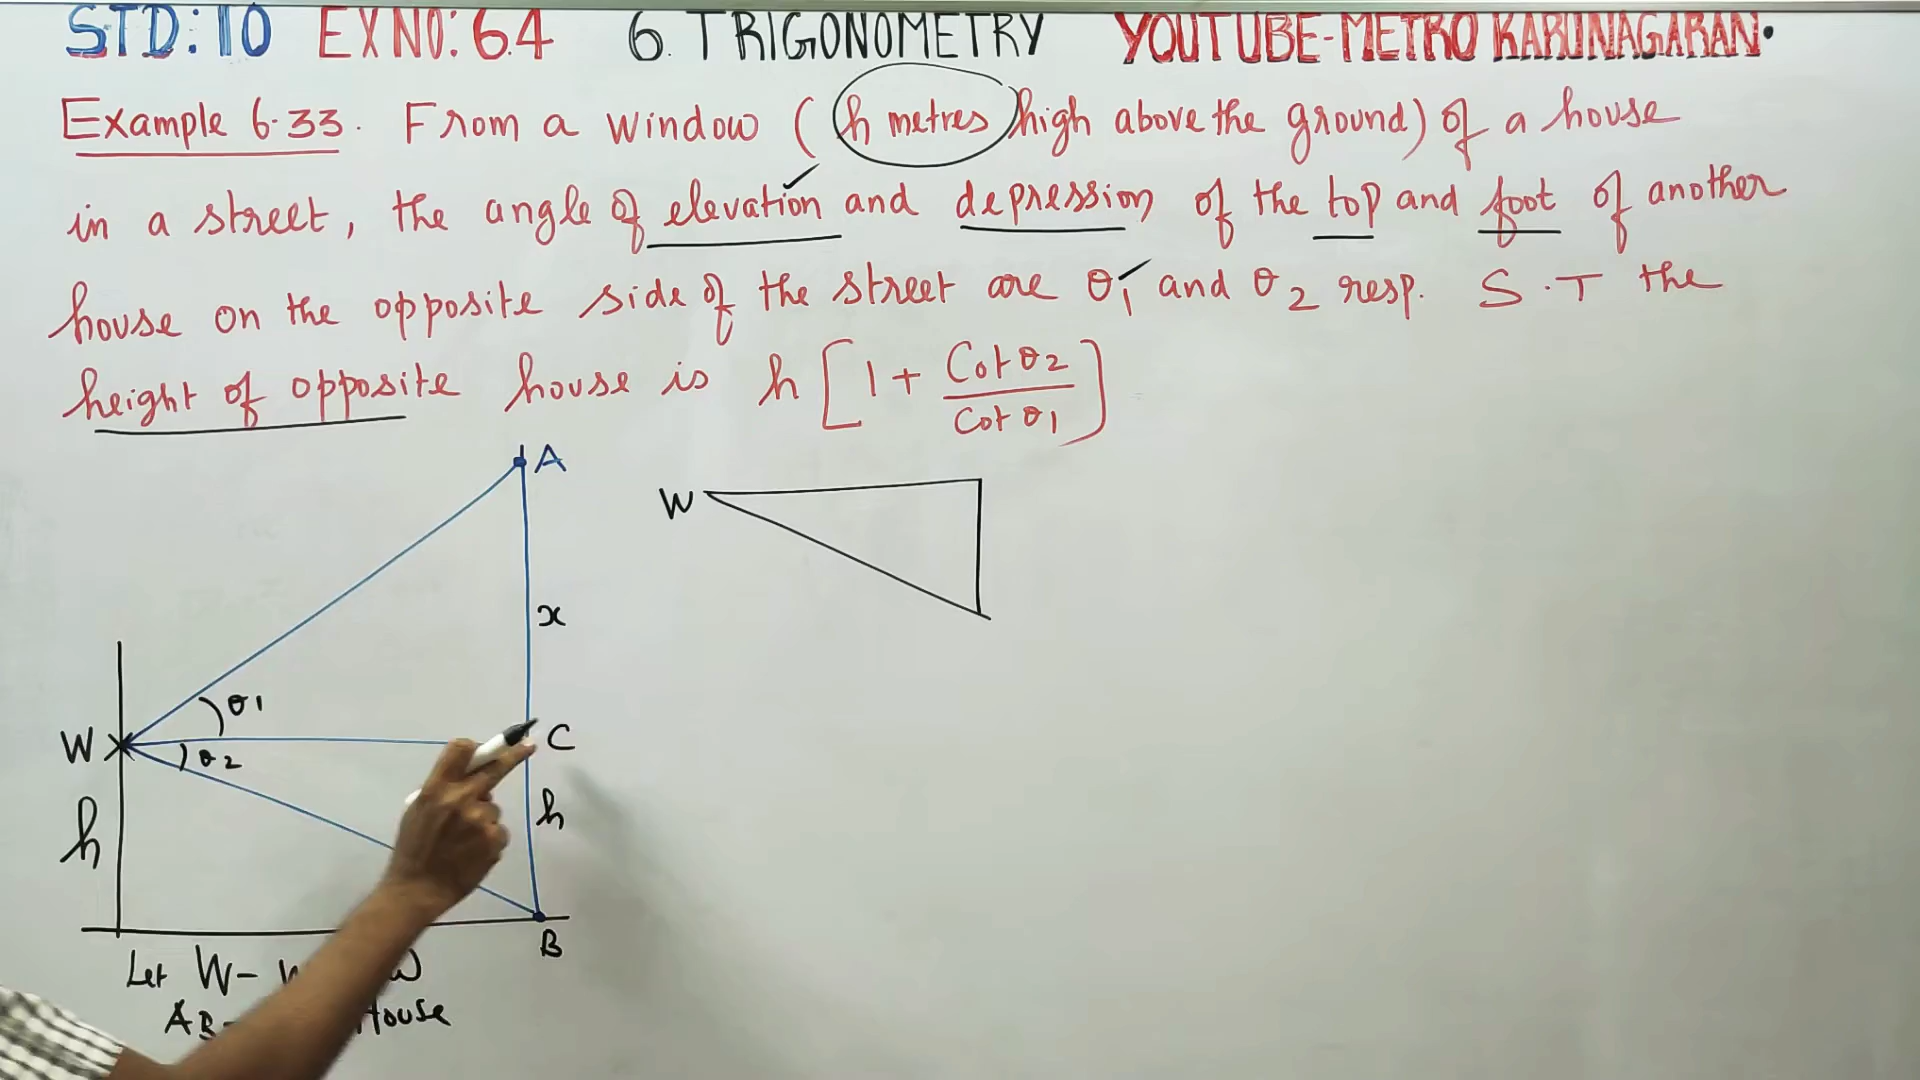 STD:10 EX NO: 6.4 6. TRIGONOMETRY YOUTUBE-METRO KARUNAGARAN.
Example 6.33. From a window (h metres high above the ground) of a house
in a street, the angle of elevation and depression of the top and foot of another
house on the opposite side of the street are θ1 and θ2 resp. S.T the
height of opposite house is h[1 + Cot θ2 / Cot θ1]
A
W
x
θ1
W
C
θ2
h
h
B
Let W-
AB- House